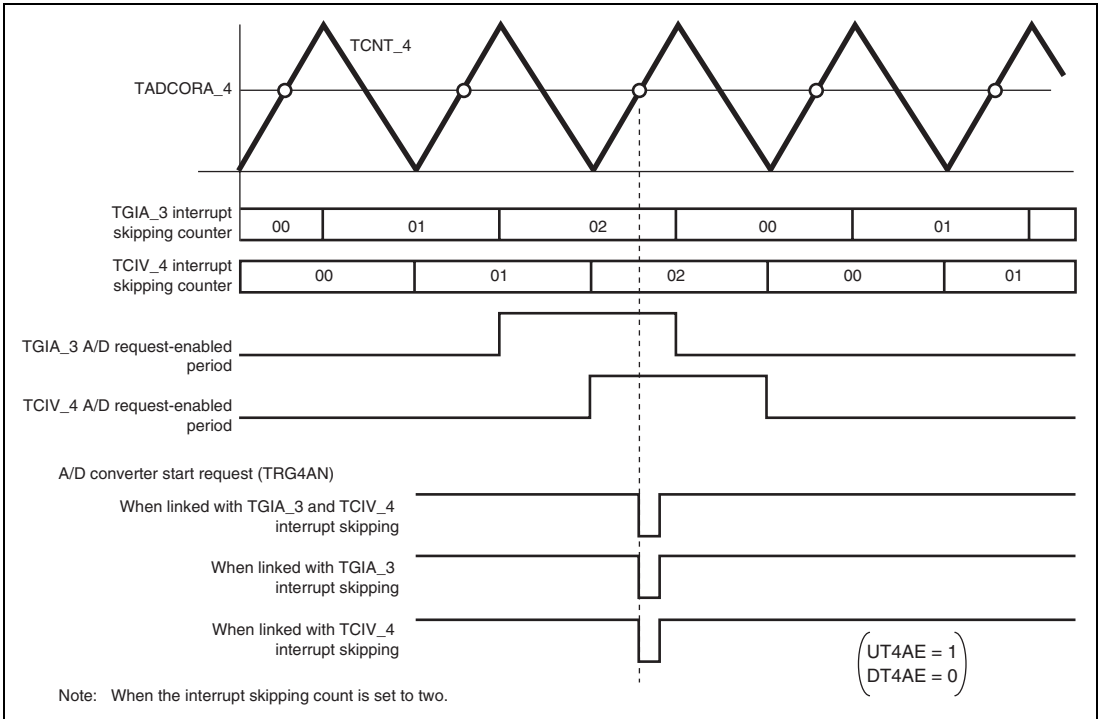 TCNT_4
TADCORA_4
TGIA_3 interrupt
skipping counter
00 01 02 00 01
TCIV_4 interrupt
skipping counter
00 01 02 00 01
TGIA_3 A/D request-enabled
period
TCIV_4 A/D request-enabled
period
A/D converter start request (TRG4AN)
When linked with TGIA_3 and TCIV_4
interrupt skipping
When linked with TGIA_3
interrupt skipping
When linked with TCIV_4
interrupt skipping
UT4AE = 1
DT4AE = 0
Note: When the interrupt skipping count is set to two.